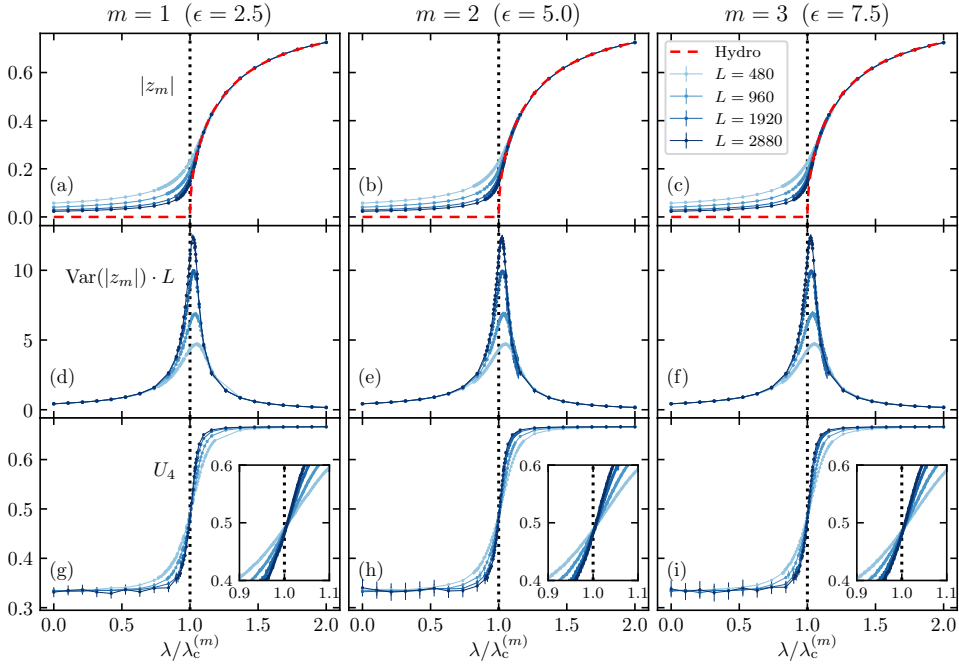 m = 1 (ϵ = 2.5)
m = 2 (ϵ = 5.0)
m = 3 (ϵ = 7.5)
0.6
0.4
0.2
0.0
|z_m|
(a)
(b)
(c)
Hydro
L = 480
L = 960
L = 1920
L = 2880
10
5
0
Var(|z_m|) · L
(d)
(e)
(f)
0.6
0.5
0.4
0.3
U_4
(g)
0.6
0.5
0.4
0.9 1.0 1.1
(h)
0.6
0.5
0.4
0.9 1.0 1.1
(i)
0.6
0.5
0.4
0.9 1.0 1.1
0.0 0.5 1.0 1.5 2.0
0.0 0.5 1.0 1.5 2.0
0.0 0.5 1.0 1.5 2.0
λ/λ_c^(m)
λ/λ_c^(m)
λ/λ_c^(m)